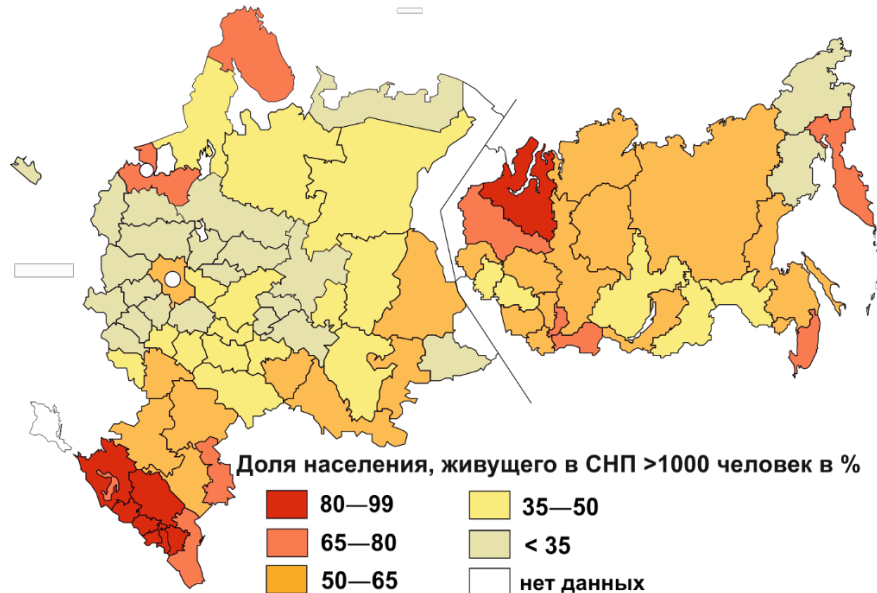 Доля населения, живущего в СНП >1000 человек в %
80—99
65—80
50—65
35—50
< 35
нет данных